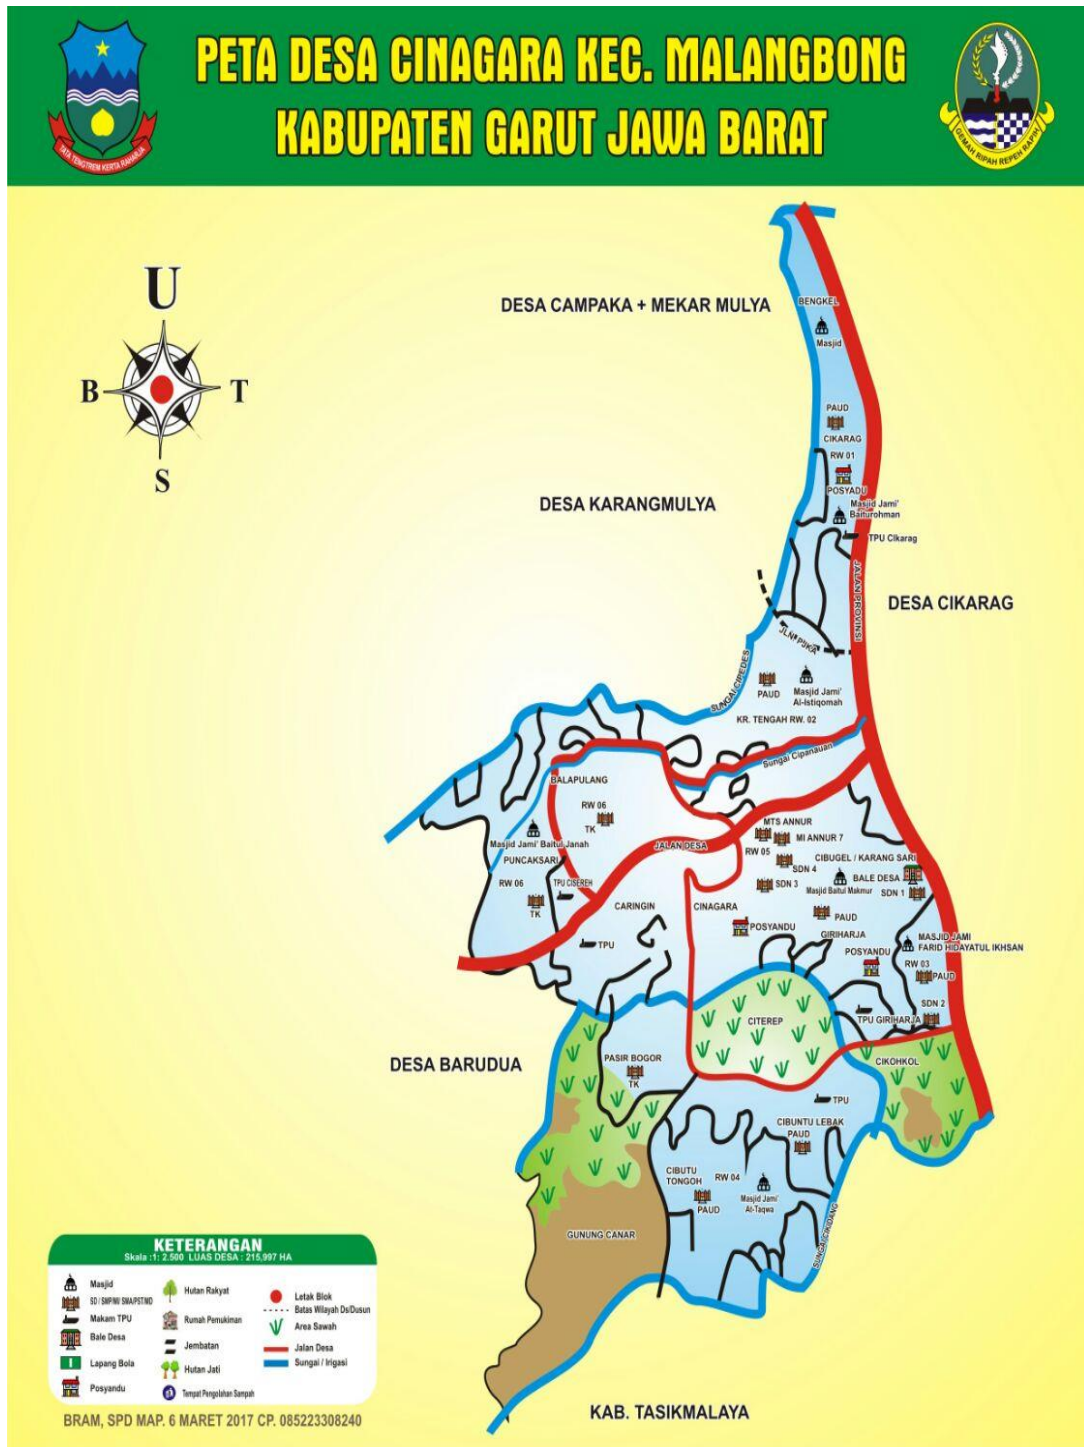 PETA DESA CINAGARA KEC. MALANGBONG
KABUPATEN GARUT JAWA BARAT
TATA TENGTREM KERTA RAHARJA
GEMAH RIPAH REPEH RAPIH
U
B
T
S
DESA CAMPAKA + MEKAR MULYA
BENGKEL
Masjid
PAUD
CIKARAG
RW 01
POSYADU
DESA KARANGMULYA
Masjid Jami'
Baiturohman
TPU CIkarag
JALAN PROVINSI
DESA CIKARAG
JLN PJKA
SUNGAI CIPEDES
PAUD
Masjid Jami'
Al-Istiqomah
KR. TENGAH RW. 02
Sungai Cipanauan
BALAPULANG
RW 06
TK
Masjid Jami' Baitul Janah
PUNCAKSARI
RW 06
TK
TPU CISEREH
JALAN DESA
MTS ANNUR
MI ANNUR 7
RW 05
SDN 4
CIBUGEL / KARANG SARI
BALE DESA
SDN 3
Masjid Baitul Makmur
SDN 1
CARINGIN
CINAGARA
TPU
POSYANDU
PAUD
GIRIHARJA
POSYANDU
MASJID JAMI
FARID HIDAYATUL IKHSAN
RW 03
PAUD
SDN 2
TPU GIRIHARJA
CITEREP
CIKOHKOL
DESA BARUDUA
PASIR BOGOR
TK
TPU
CIBUNTU LEBAK
PAUD
CIBUTU
TONGOH
RW 04
PAUD
Masjid Jami'
At-Taqwa
SUNGAI CIKIDANG
GUNUNG CANAR
KAB. TASIKMALAYA
KETERANGAN
Skala :1: 2.500 LUAS DESA : 215,997 HA
Masjid
SD / SMP/MI/ SMA/PST/MD
Makam TPU
Bale Desa
Lapang Bola
Posyandu
Hutan Rakyat
Rumah Pemukiman
Jembatan
Hutan Jati
Tempat Pengolahan Sampah
Letak Blok
Batas Wilayah Ds/Dusun
Area Sawah
Jalan Desa
Sungai / Irigasi
BRAM, SPD MAP. 6 MARET 2017 CP. 085223308240